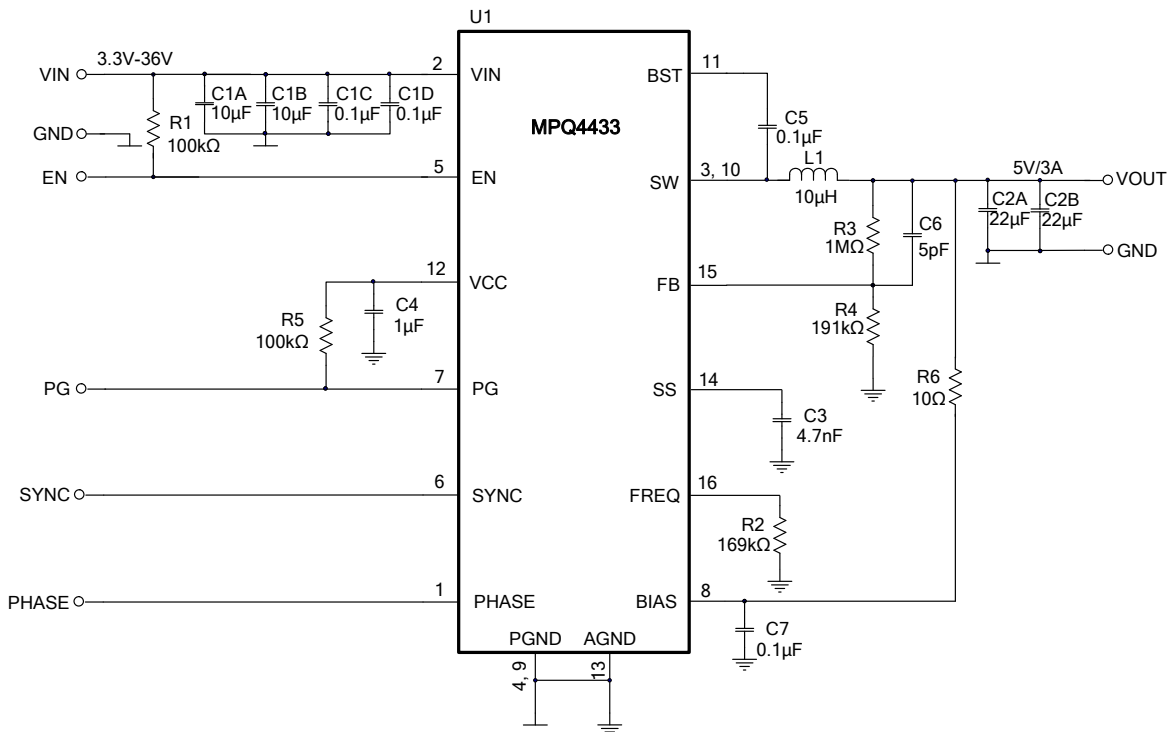 U1
MPQ4433
VIN
3.3V-36V
2
VIN
C1A
10µF
C1B
10µF
C1C
0.1µF
C1D
0.1µF
GND
R1
100kΩ
EN
5
EN
12
VCC
C4
1µF
R5
100kΩ
PG
7
PG
SYNC
6
SYNC
PHASE
1
PHASE
PGND
AGND
4, 9
13
BST
11
C5
0.1µF
SW
3, 10
L1
10µH
5V/3A
VOUT
C2A
22µF
C2B
22µF
GND
R3
1MΩ
C6
5pF
FB
15
R4
191kΩ
SS
14
C3
4.7nF
R6
10Ω
FREQ
16
R2
169kΩ
BIAS
8
C7
0.1µF